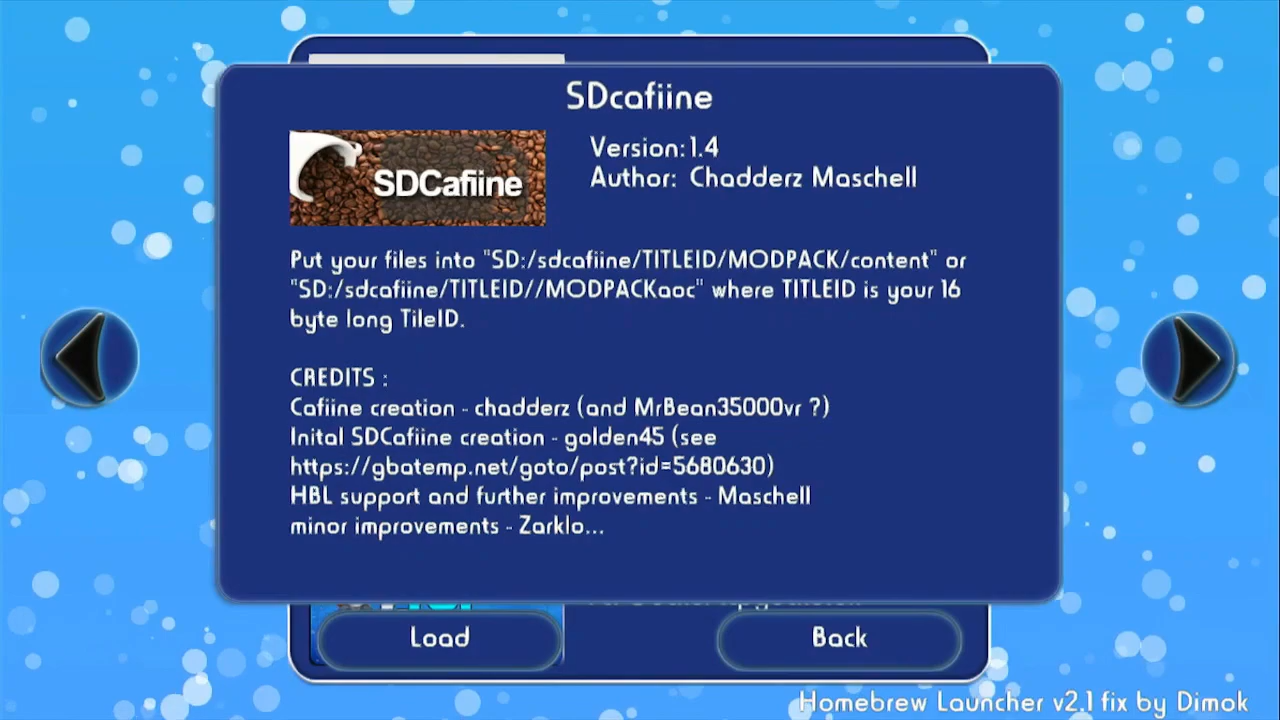 SDcafiine
SDCafiine
Version:1.4
Author: Chadderz Maschell
Put your files into "SD:/sdcafiine/TITLEID/MODPACK/content" or
"SD:/sdcafiine/TITLEID//MODPACKaoc" where TITLEID is your 16
byte long TileID.
CREDITS :
Cafiine creation - chadderz (and MrBean35000vr ?)
Inital SDCafiine creation - golden45 (see
https://gbatemp.net/goto/post?id=5680630)
HBL support and further improvements - Maschell
minor improvements - Zarklo...
Load
Back
Homebrew Launcher v2.1 fix by Dimok